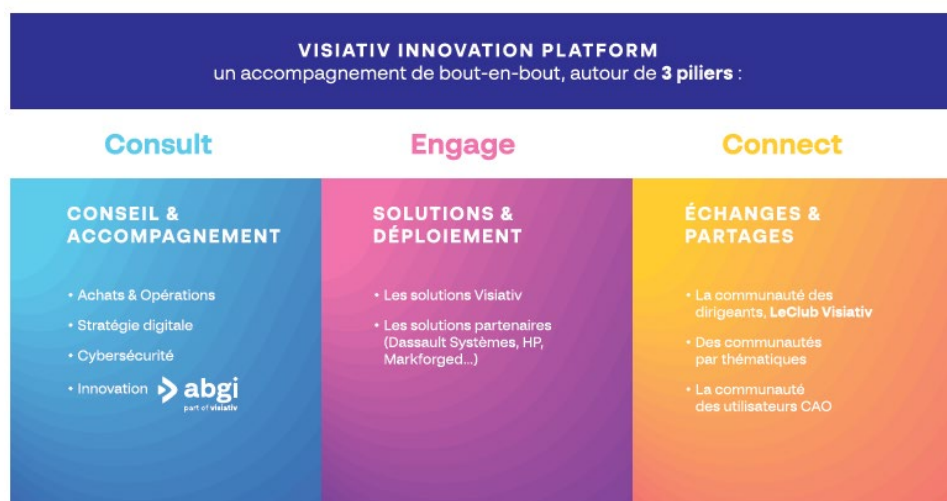 VISIATIV INNOVATION PLATFORM
un accompagnement de bout-en-bout, autour de 3 piliers :
Consult
CONSEIL &
ACCOMPAGNEMENT
• Achats & Opérations
• Stratégie digitale
• Cybersécurité
• Innovation abgi
part of visiativ
Engage
SOLUTIONS &
DÉPLOIEMENT
• Les solutions Visiativ
• Les solutions partenaires
(Dassault Systèmes, HP,
Markforged...)
Connect
ÉCHANGES &
PARTAGES
• La communauté des
dirigeants, LeClub Visiativ
• Des communautés
par thématiques
• La communauté
des utilisateurs CAO